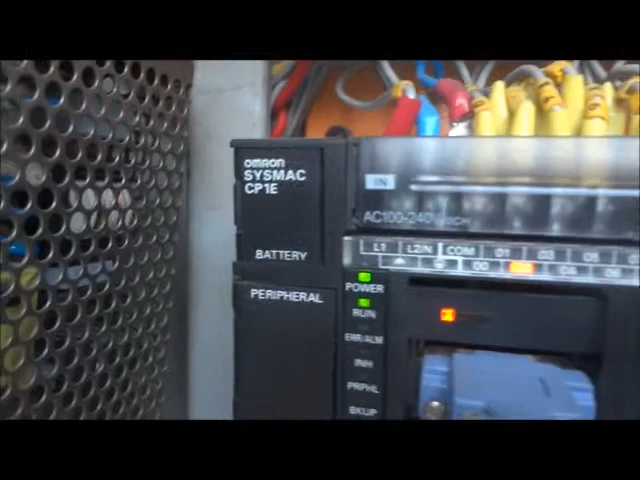 OMRON
SYSMAC
CP1E
IN
AC100-240
BATTERY
L1 L2/N COM 01 03 05
00 04 06
PERIPHERAL
POWER
RUN
ERR/ALM
INH
PRPHL
BKUP